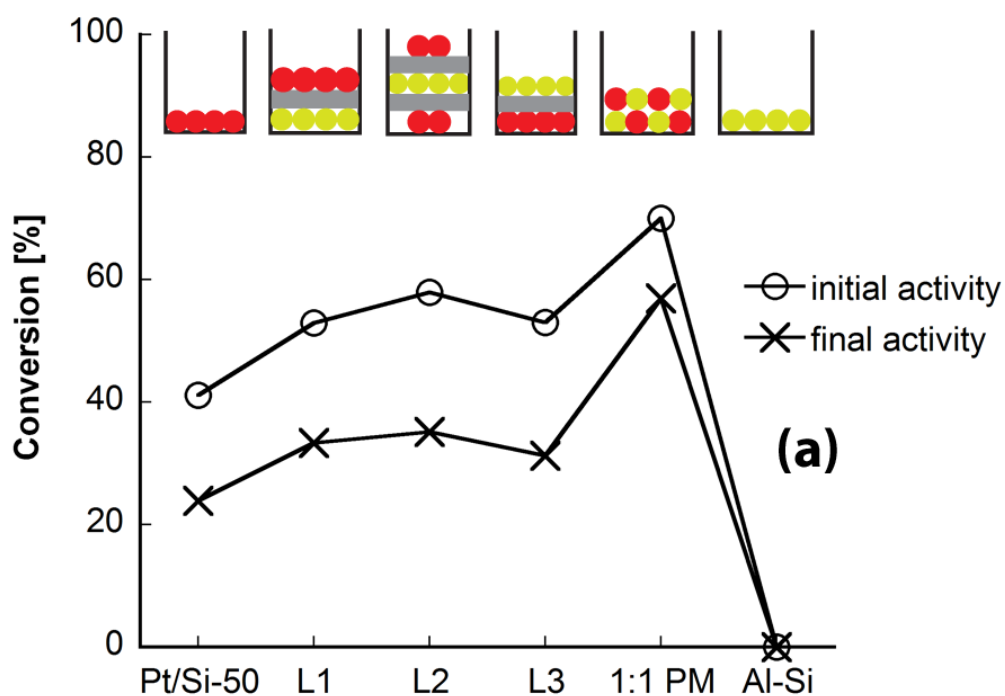 100
80
60
40
20
0
Conversion [%]
initial activity
final activity
(a)
Pt/Si-50 L1 L2 L3 1:1 PM Al-Si